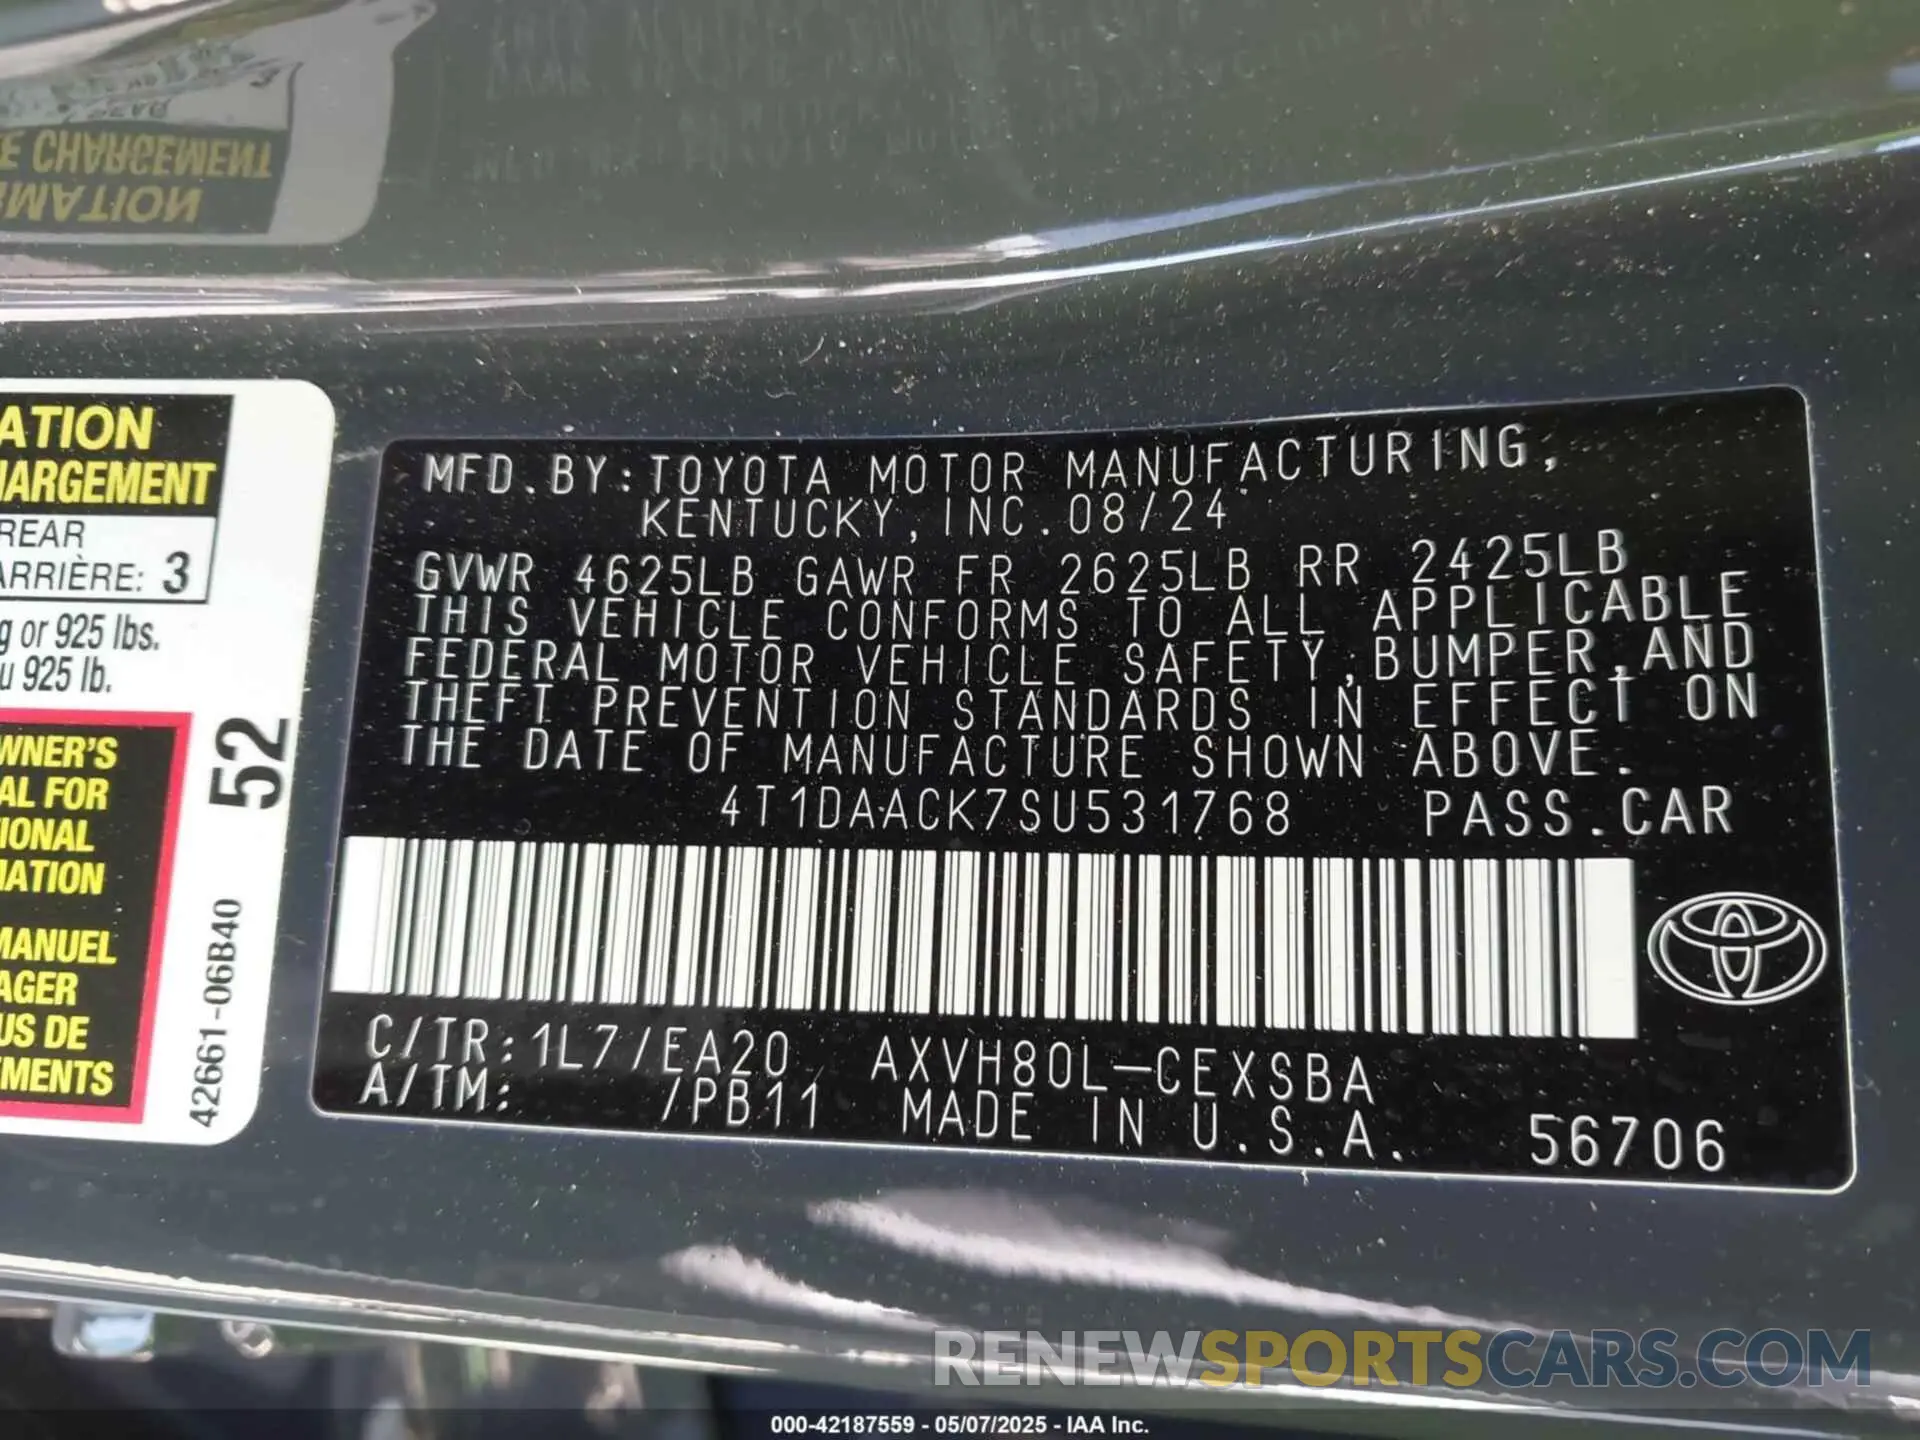 E CHARGEMENT
MATION
ATION
HARGEMENT
REAR
ARRIÈRE: 3
g or 925 lbs.
u 925 lb.
WNER'S
AL FOR
IONAL
MATION
MANUEL
AGER
US DE
EMENTS
52
42661-06B40
MFD.BY:TOYOTA MOTOR MANUFACTURING,
KENTUCKY,INC.08/24
GVWR 4625LB GAWR FR 2625LB RR 2425LB
THIS VEHICLE CONFORMS TO ALL APPLICABLE
FEDERAL MOTOR VEHICLE SAFETY,BUMPER,AND
THEFT PREVENTION STANDARDS IN EFFECT ON
THE DATE OF MANUFACTURE SHOWN ABOVE.
4T1DAACK7SU531768 PASS.CAR
C/TR:1L7/EA20 AXVH80L-CEXSBA
A/TM: /PB11 MADE IN U.S.A. 56706
RENEWSPORTSCARS.COM
000-42187559 - 05/07/2025 - IAA Inc.